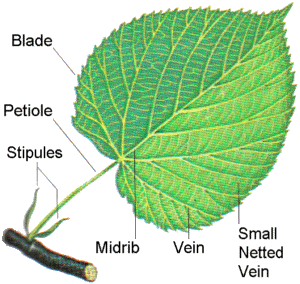 Blade
Petiole
Stipules
Midrib
Vein
Small
Netted
Vein